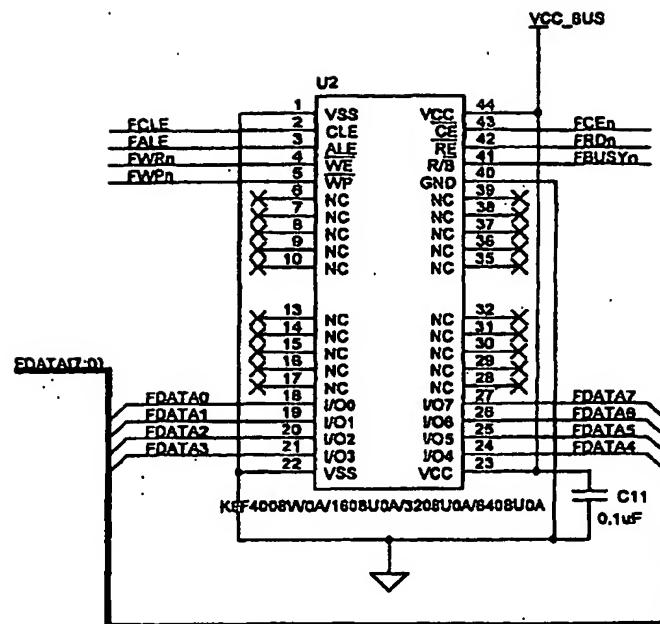 VCC_BUS
U2
1 VSS VCC 44
FCLE 2 CLE CE 43 FCEn
FALE 3 ALE RE 42 FRDn
FWRn 4 WE R/B 41 FBUSYn
FWPn 5 WP GND 40
6 NC NC 39
7 NC NC 38
8 NC NC 37
9 NC NC 36
10 NC NC 35
13 NC NC 32
14 NC NC 31
15 NC NC 30
16 NC NC 29
17 NC NC 28
FDATA[7:0]
FDATA0 18 I/O0 I/O7 27 FDATA7
FDATA1 19 I/O1 I/O6 26 FDATA6
FDATA2 20 I/O2 I/O5 25 FDATA5
FDATA3 21 I/O3 I/O4 24 FDATA4
22 VSS VCC 23
C11
0.1uF